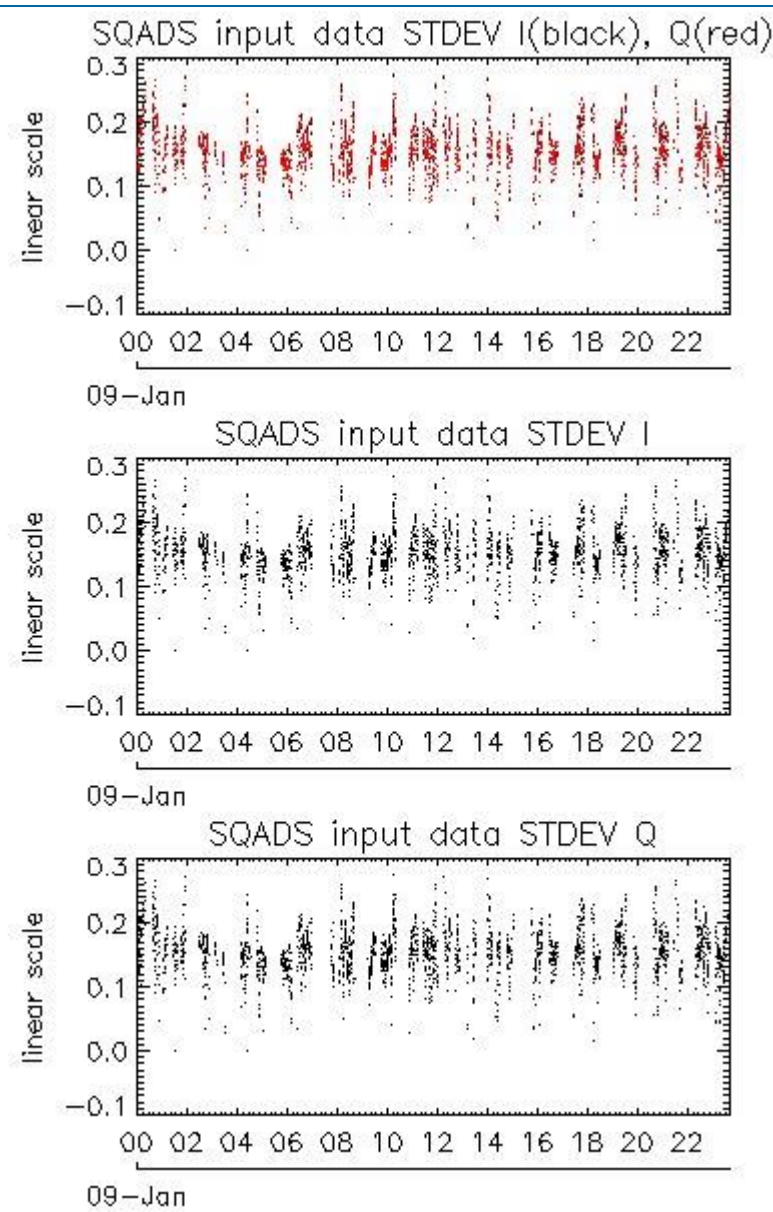 SQADS input data STDEV I(black), Q(red)
0.3
0.2
0.1
0.0
-0.1
linear scale
00 02 04 06 08 10 12 14 16 18 20 22
09-Jan
SQADS input data STDEV I
0.3
0.2
0.1
0.0
-0.1
linear scale
00 02 04 06 08 10 12 14 16 18 20 22
09-Jan
SQADS input data STDEV Q
0.3
0.2
0.1
0.0
-0.1
linear scale
00 02 04 06 08 10 12 14 16 18 20 22
09-Jan